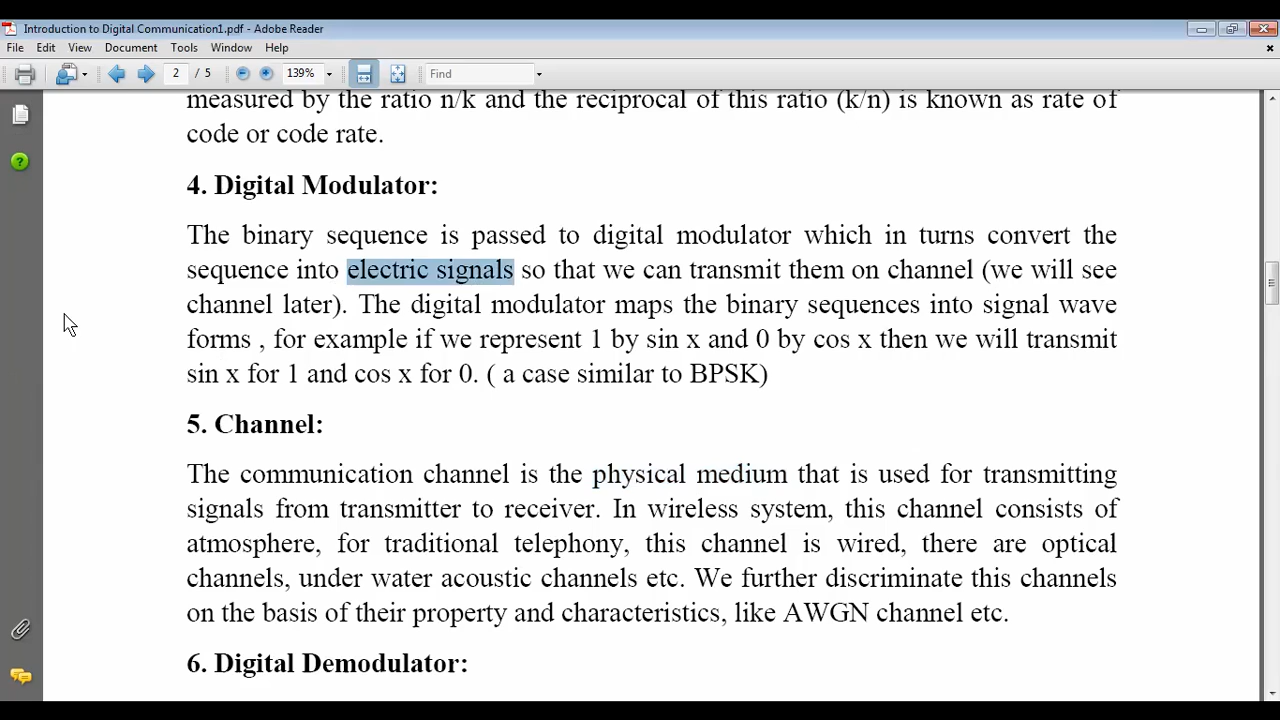 Introduction to Digital Communication1.pdf - Adobe Reader
File Edit View Document Tools Window Help
2 / 5 139% Find
measured by the ratio n/k and the reciprocal of this ratio (k/n) is known as rate of
code or code rate.
4. Digital Modulator:
The binary sequence is passed to digital modulator which in turns convert the
sequence into electric signals so that we can transmit them on channel (we will see
channel later). The digital modulator maps the binary sequences into signal wave
forms , for example if we represent 1 by sin x and 0 by cos x then we will transmit
sin x for 1 and cos x for 0. ( a case similar to BPSK)
5. Channel:
The communication channel is the physical medium that is used for transmitting
signals from transmitter to receiver. In wireless system, this channel consists of
atmosphere, for traditional telephony, this channel is wired, there are optical
channels, under water acoustic channels etc. We further discriminate this channels
on the basis of their property and characteristics, like AWGN channel etc.
6. Digital Demodulator: